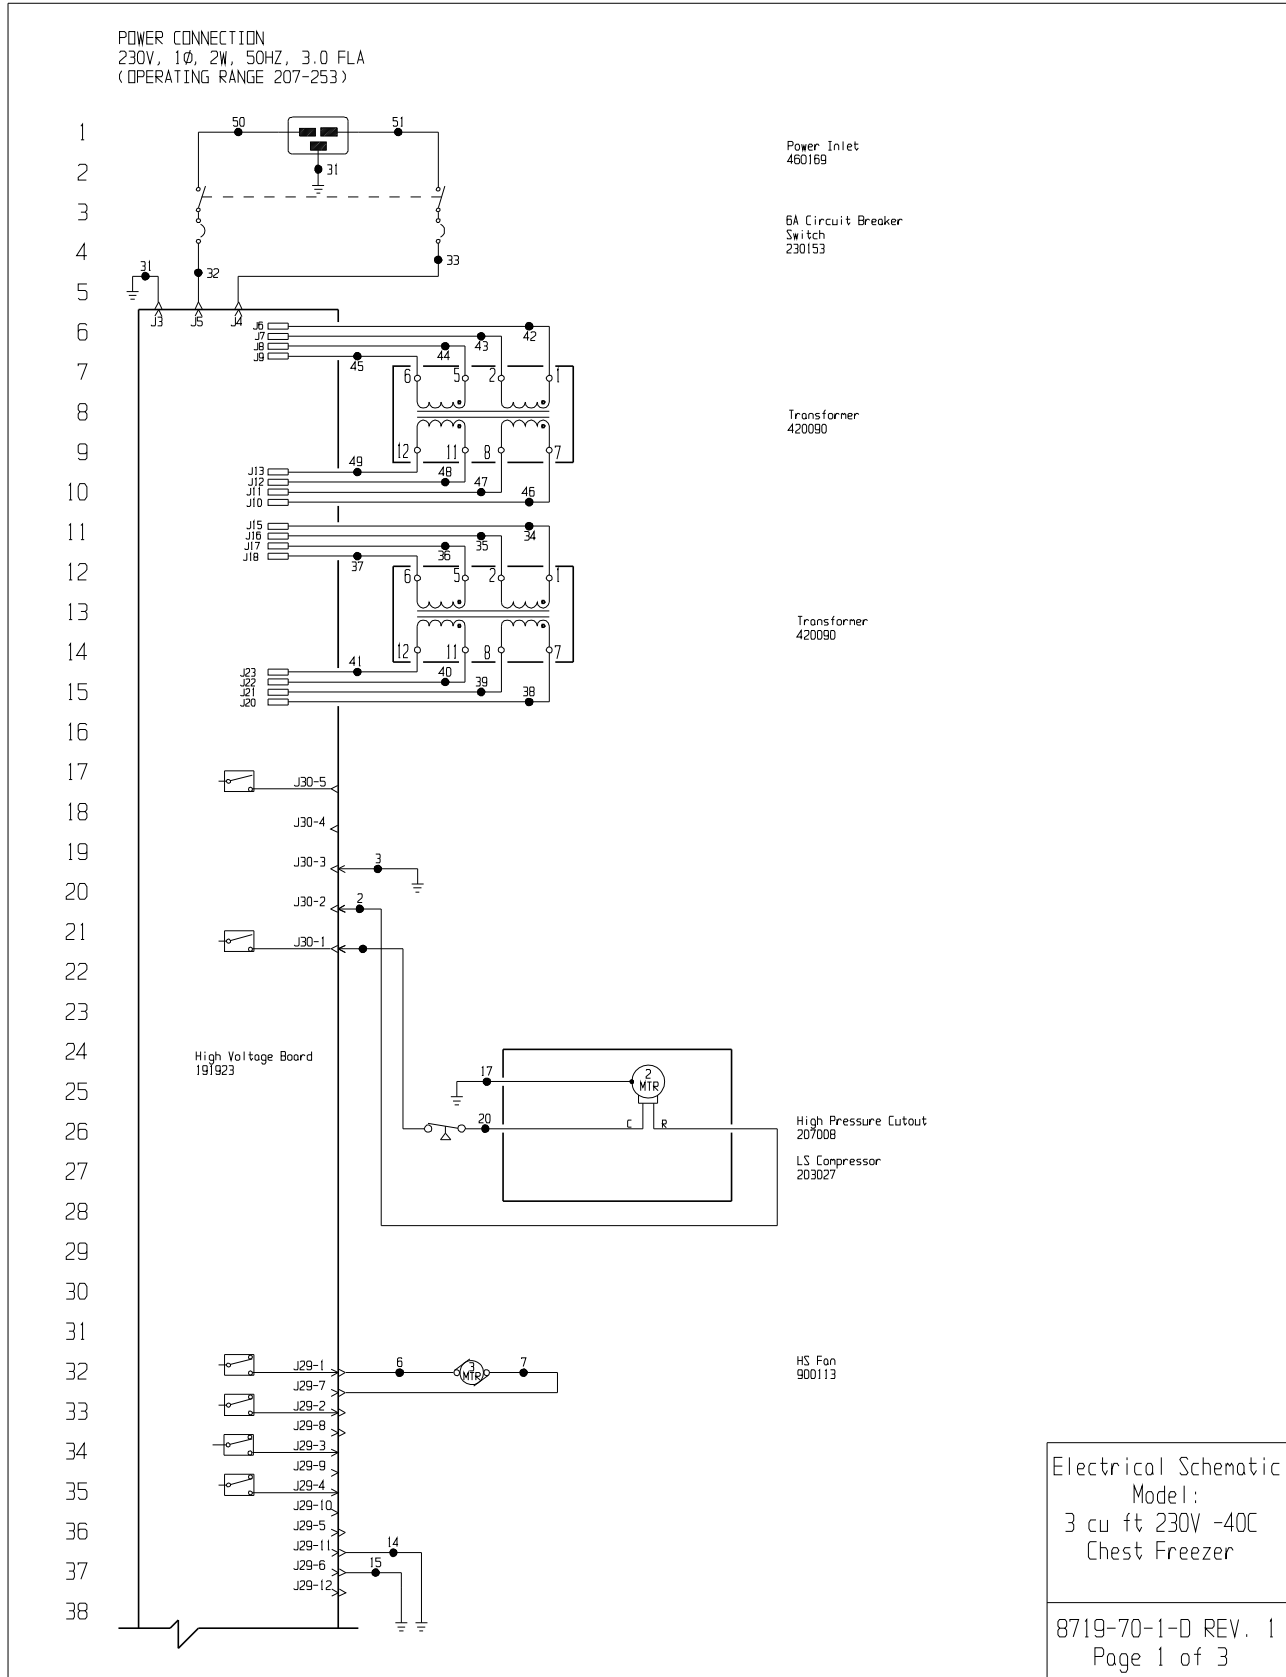 POWER CONNECTION
230V, 1Ø, 2W, 50HZ, 3.0 FLA
(OPERATING RANGE 207-253)
1
50
51
Power Inlet
460169
2
31
3
6A Circuit Breaker
Switch
230153
4
31
32
33
5
J3
J5
J4
6
J6
42
J7
43
J8
44
J9
45
7
6
5
2
1
8
Transformer
420090
9
12
11
8
7
J13
49
J12
48
10
J11
47
J10
46
11
J15
34
J16
35
J17
36
J18
37
12
6
5
2
1
13
Transformer
420090
14
12
11
8
7
J23
41
J22
40
15
J21
39
J20
38
16
17
J30-5
18
J30-4
19
J30-3
3
20
J30-2
2
21
J30-1
22
23
24
High Voltage Board
191923
17
2
MTR
25
26
20
C
R
High Pressure Cutout
207008
27
LS Compressor
203027
28
29
30
31
32
J29-1
6
3
MTR
7
HS Fan
900113
J29-7
33
J29-2
J29-8
34
J29-3
J29-9
35
J29-4
J29-10
36
J29-5
J29-11
14
37
J29-6
15
J29-12
38
Electrical Schematic
Model:
3 cu ft 230V -40C
Chest Freezer
8719-70-1-D REV. 1
Page 1 of 3